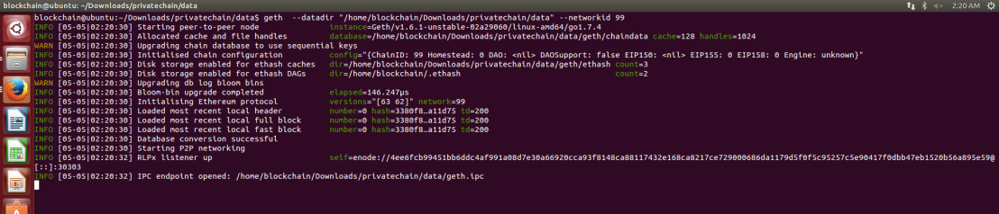 blockchain@ubuntu: ~/Downloads/privatechain/data
2:20 AM
blockchain@ubuntu:~/Downloads/privatechain/data$ geth  --datadir "/home/blockchain/Downloads/privatechain/data" --networkid 99
INFO [05-05|02:20:30] Starting peer-to-peer node instance=Geth/v1.6.1-unstable-02a29060/linux-amd64/go1.7.4
INFO [05-05|02:20:30] Allocated cache and file handles database=/home/blockchain/Downloads/privatechain/data/geth/chaindata cache=128 handles=1024
WARN [05-05|02:20:30] Upgrading chain database to use sequential keys
INFO [05-05|02:20:30] Initialised chain configuration config="{ChainID: 99 Homestead: 0 DAO: <nil> DAOSupport: false EIP150: <nil> EIP155: 0 EIP158: 0 Engine: unknown}"
INFO [05-05|02:20:30] Disk storage enabled for ethash caches dir=/home/blockchain/Downloads/privatechain/data/geth/ethash count=3
INFO [05-05|02:20:30] Disk storage enabled for ethash DAGs dir=/home/blockchain/.ethash count=2
WARN [05-05|02:20:30] Upgrading db log bloom bins
INFO [05-05|02:20:30] Bloom-bin upgrade completed elapsed=146.247µs
INFO [05-05|02:20:30] Initialising Ethereum protocol versions="[63 62]" network=99
INFO [05-05|02:20:30] Loaded most recent local header number=0 hash=3380f8…a11d75 td=200
INFO [05-05|02:20:30] Loaded most recent local full block number=0 hash=3380f8…a11d75 td=200
INFO [05-05|02:20:30] Loaded most recent local fast block number=0 hash=3380f8…a11d75 td=200
INFO [05-05|02:20:30] Database conversion successful
INFO [05-05|02:20:30] Starting P2P networking
INFO [05-05|02:20:32] RLPx listener up self=enode://4ee6fcb99451bb6ddc4af991a08d7e30a66920cca93f8148ca88117432e168ca8217ce729000686da1179d5f0f5c95257c5e90417f0dbb47eb1520b56a895e59@
[::]:30303
INFO [05-05|02:20:32] IPC endpoint opened: /home/blockchain/Downloads/privatechain/data/geth.ipc